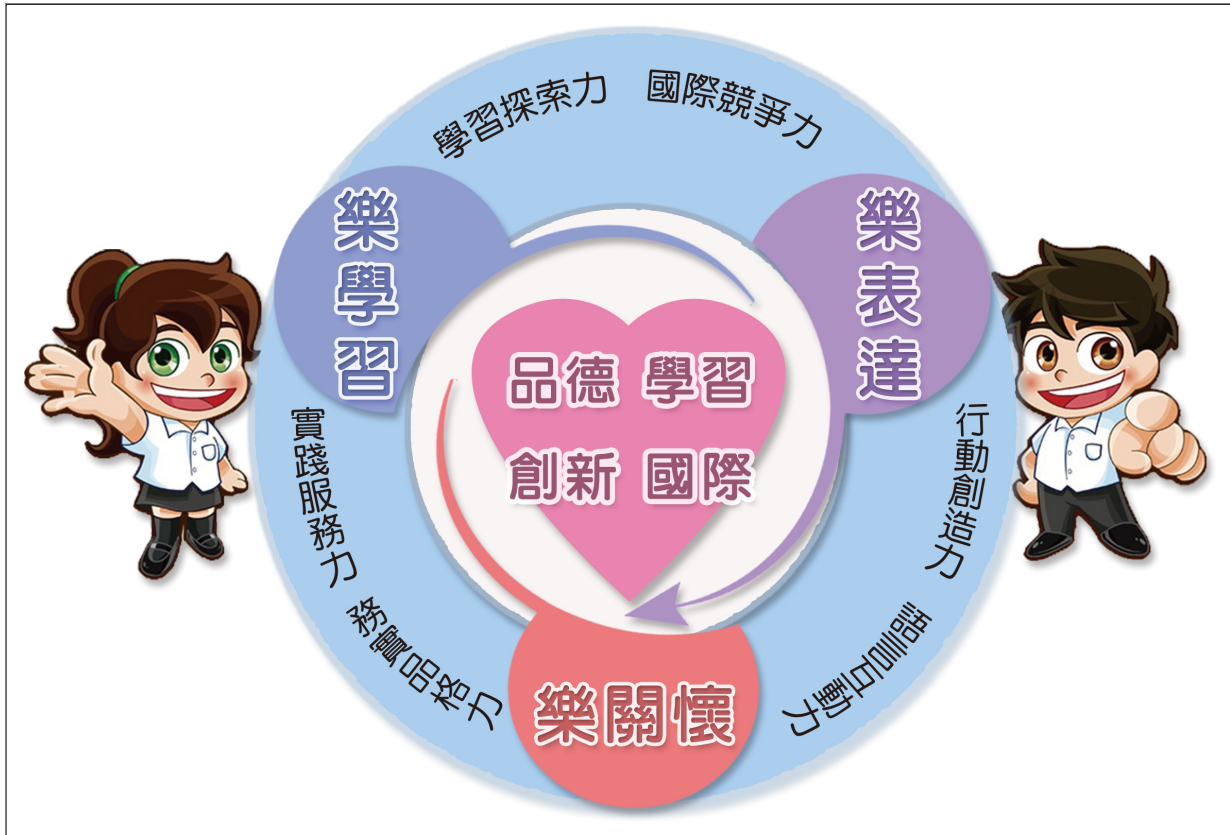 學習探索力
國際競爭力
樂學習
樂表達
品德 學習
創新 國際
實踐服務力
行動創造力
務實品格力
語言互動力
樂關懷